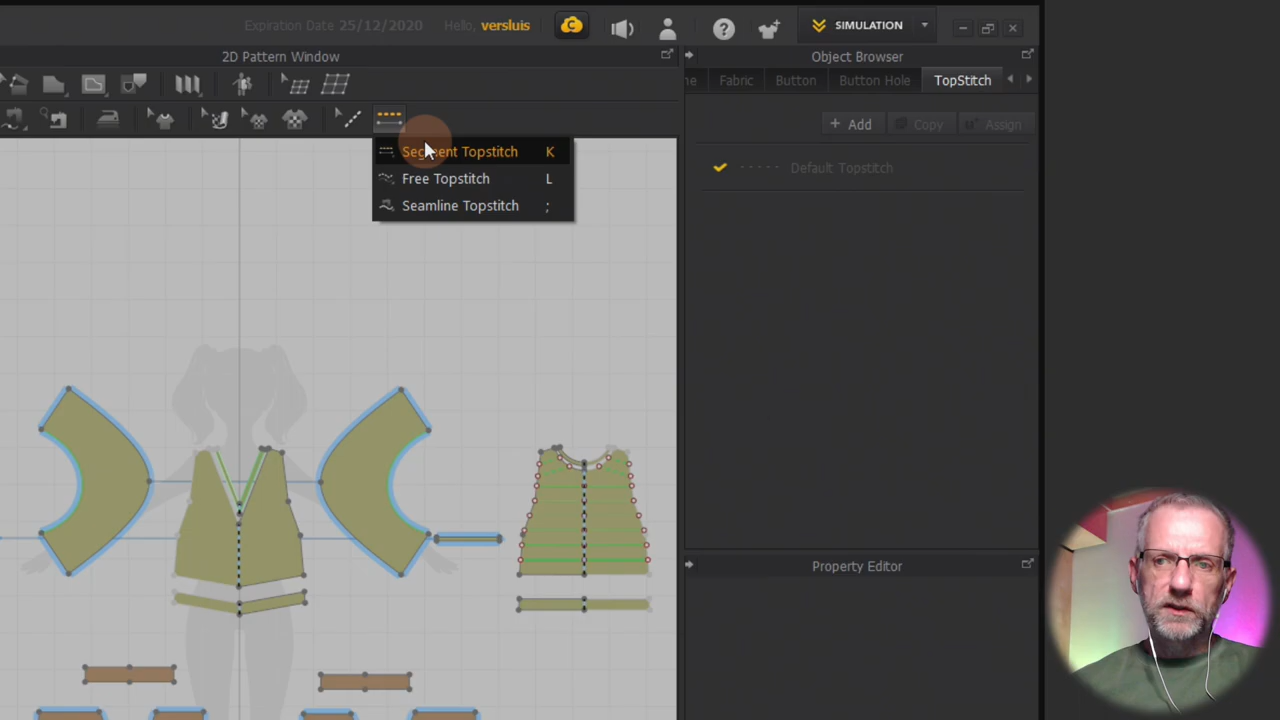 Expiration Date 25/12/2020 Hello, versluis
SIMULATION
2D Pattern Window
Object Browser
Fabric Button Button Hole TopStitch
+ Add Copy Assign
Segment Topstitch K
Default Topstitch
Free Topstitch L
Seamline Topstitch ;
Property Editor